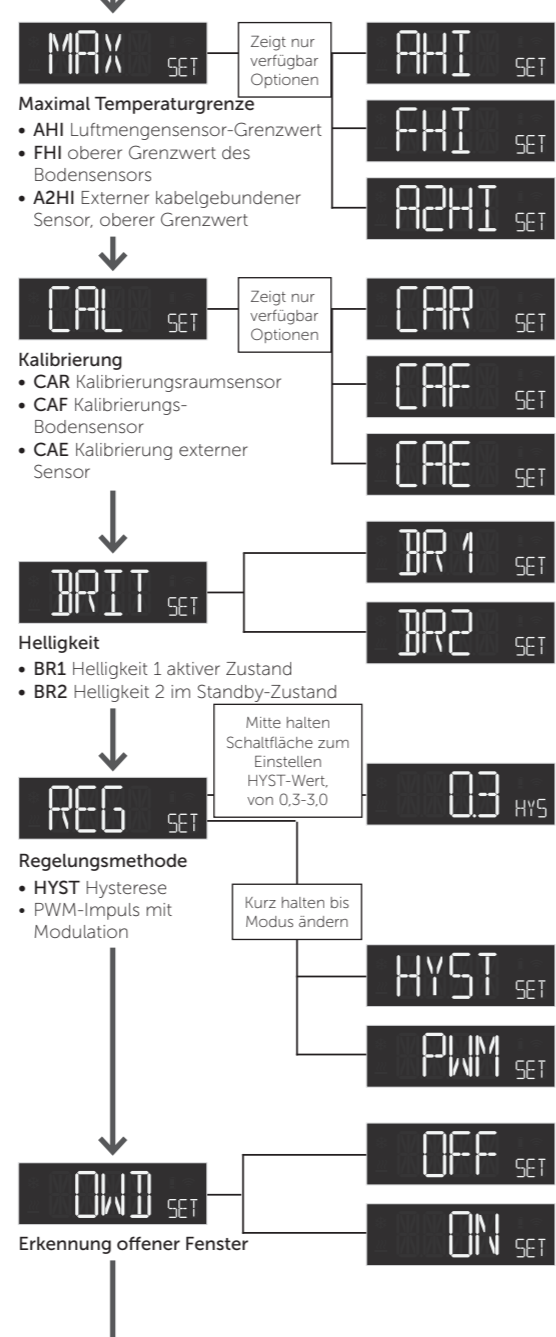 MAX SET
Zeigt nur
verfügbar
Optionen
AHI SET
FHI SET
A2HI SET
Maximal Temperaturgrenze
• AHI Luftmengensensor-Grenzwert
• FHI oberer Grenzwert des
Bodensensors
• A2HI Externer kabelgebundener
Sensor, oberer Grenzwert
CAL SET
Zeigt nur
verfügbar
Optionen
CAR SET
CAF SET
CAE SET
Kalibrierung
• CAR Kalibrierungsraumsensor
• CAF Kalibrierungs-
Bodensensor
• CAE Kalibrierung externer
Sensor
BRIT SET
BR1 SET
BR2 SET
Helligkeit
• BR1 Helligkeit 1 aktiver Zustand
• BR2 Helligkeit 2 im Standby-Zustand
REG SET
Mitte halten
Schaltfläche zum
Einstellen
HYST-Wert,
von 0,3-3,0
0.3 HYS
Regelungsmethode
• HYST Hysterese
• PWM-Impuls mit
Modulation
Kurz halten bis
Modus ändern
HYST SET
PWM SET
OWD SET
OFF SET
ON SET
Erkennung offener Fenster